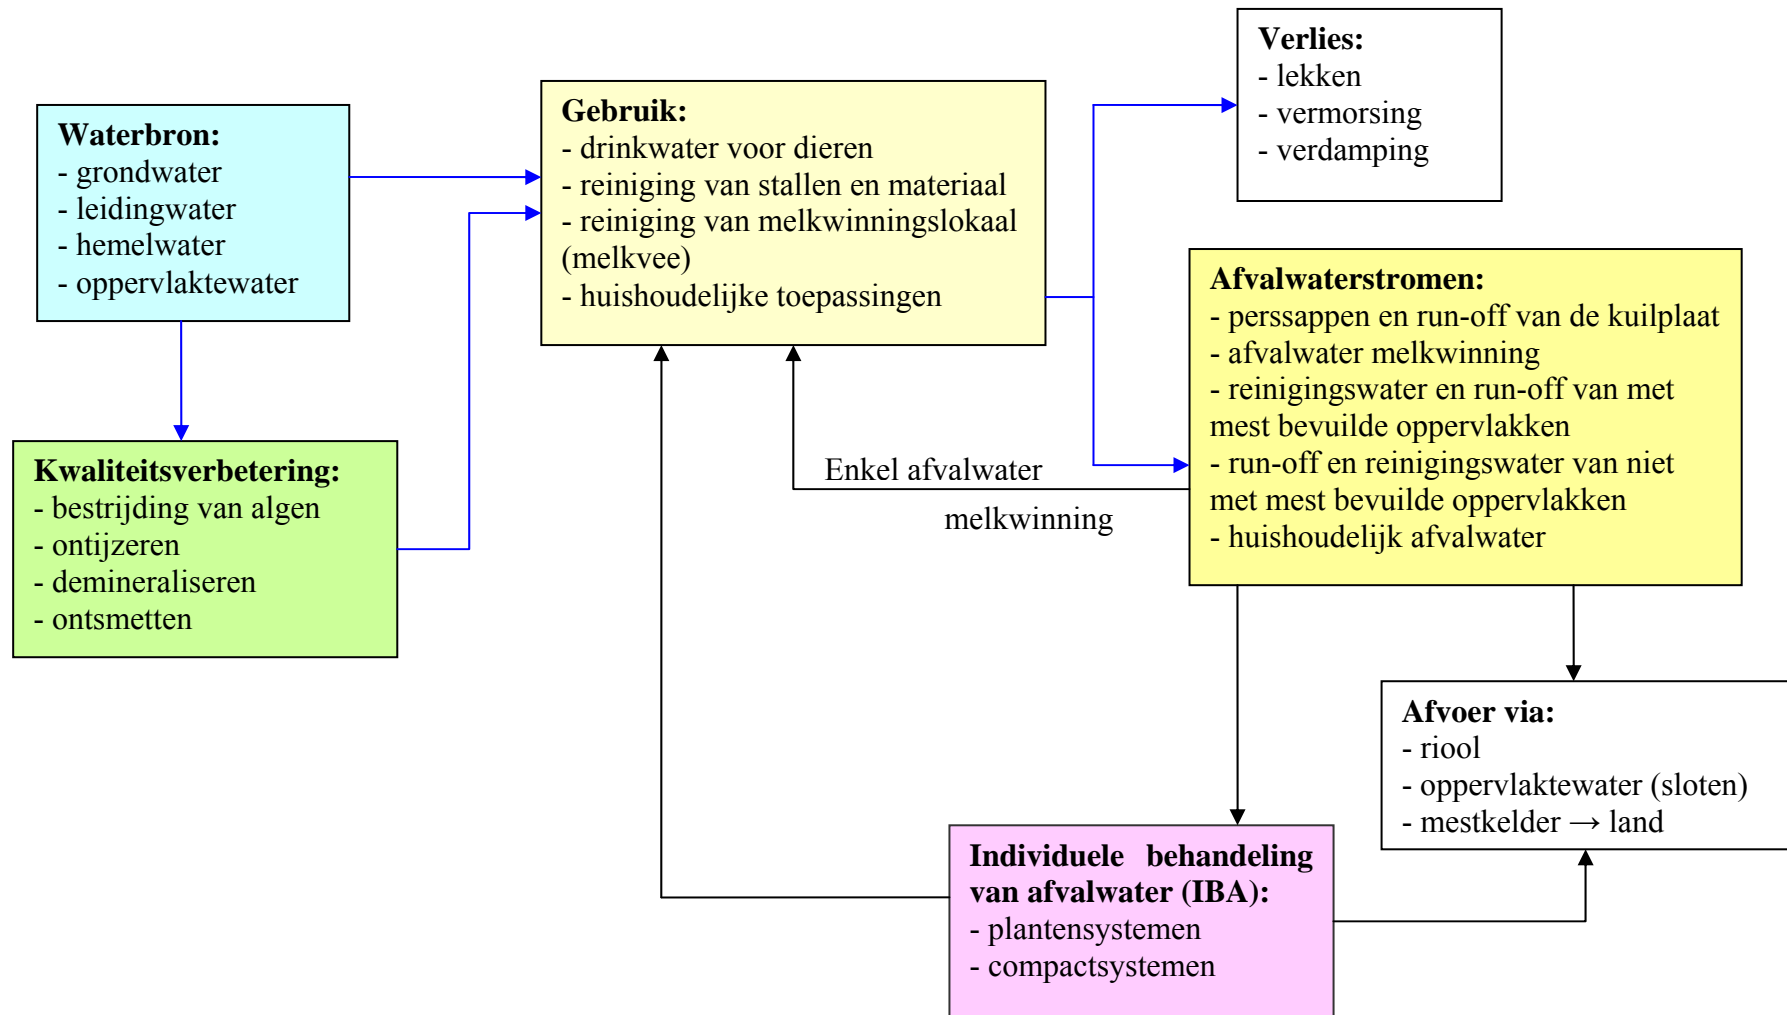 Waterbron:
- grondwater
- leidingwater
- hemelwater
- oppervlaktewater
Kwaliteitsverbetering:
- bestrijding van algen
- ontijzeren
- demineraliseren
- ontsmetten
Gebruik:
- drinkwater voor dieren
- reiniging van stallen en materiaal
- reiniging van melkwinningslokaal
(melkvee)
- huishoudelijke toepassingen
Verlies:
- lekken
- vermorsing
- verdamping
Afvalwaterstromen:
- perssappen en run-off van de kuilplaat
- afvalwater melkwinning
- reinigingswater en run-off van met
mest bevuilde oppervlakken
- run-off en reinigingswater van niet
met mest bevuilde oppervlakken
- huishoudelijk afvalwater
Enkel afvalwater
melkwinning
Individuele behandeling
van afvalwater (IBA):
- plantensystemen
- compactsystemen
Afvoer via:
- riool
- oppervlaktewater (sloten)
- mestkelder → land